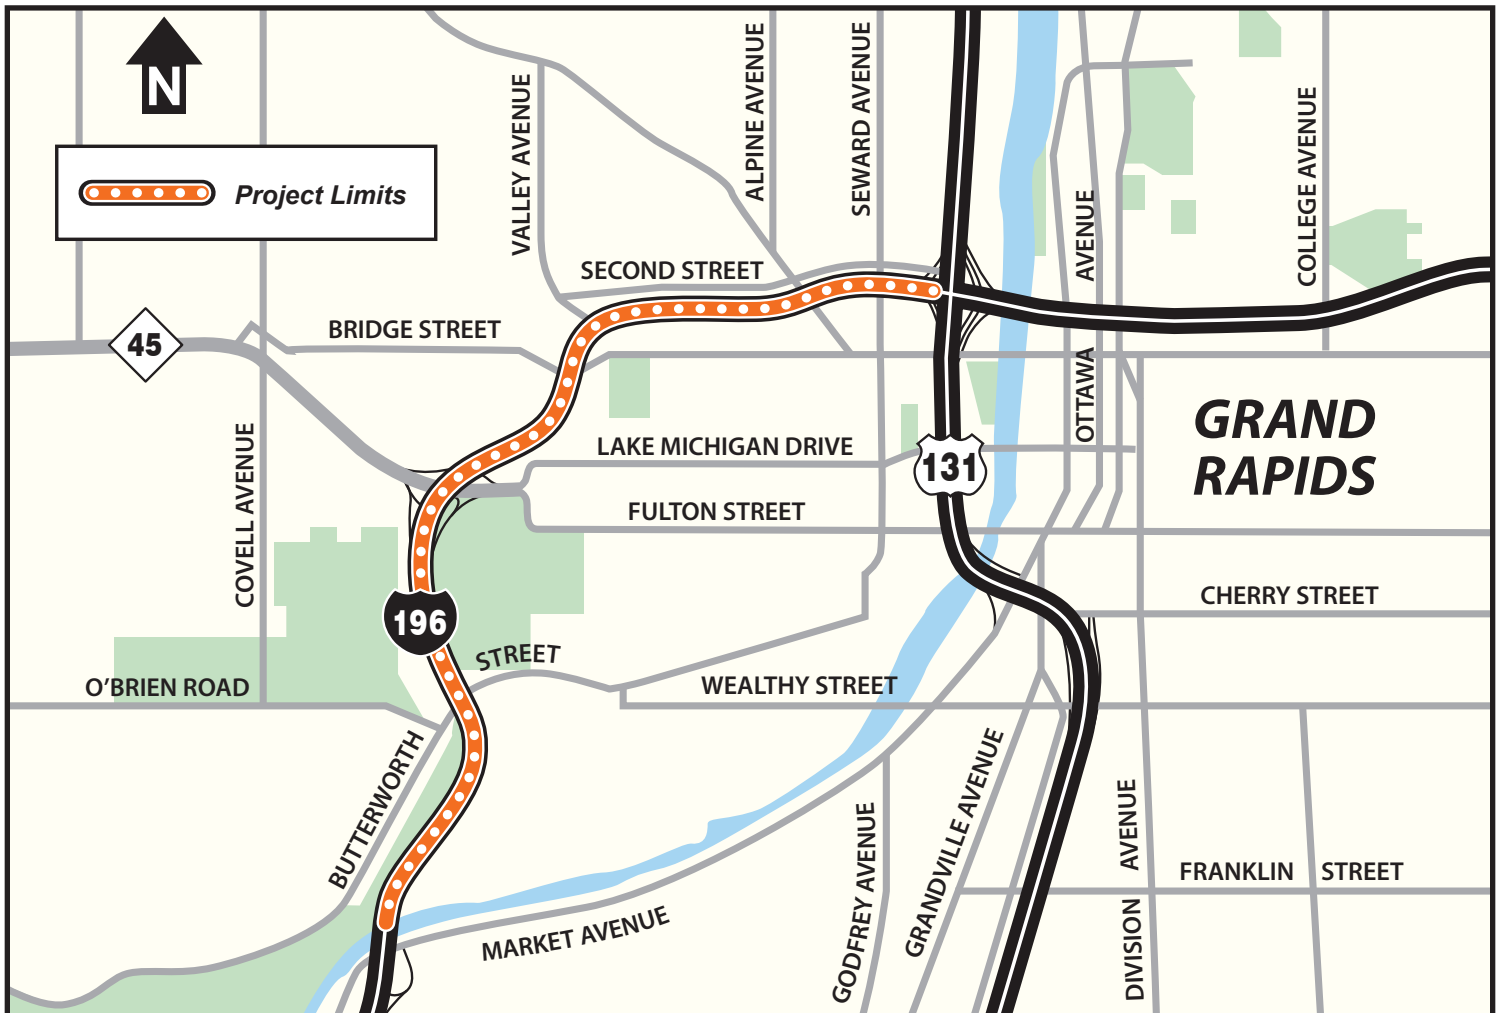 N
Project Limits
VALLEY AVENUE
ALPINE AVENUE
SEWARD AVENUE
COLLEGE AVENUE
SECOND STREET
OTTAWA AVENUE
BRIDGE STREET
45
GRAND
RAPIDS
LAKE MICHIGAN DRIVE
131
COVELL AVENUE
FULTON STREET
CHERRY STREET
196
BUTTERWORTH STREET
O’BRIEN ROAD
WEALTHY STREET
GRANDVILLE AVENUE
GODFREY AVENUE
DIVISION AVENUE
FRANKLIN STREET
MARKET AVENUE